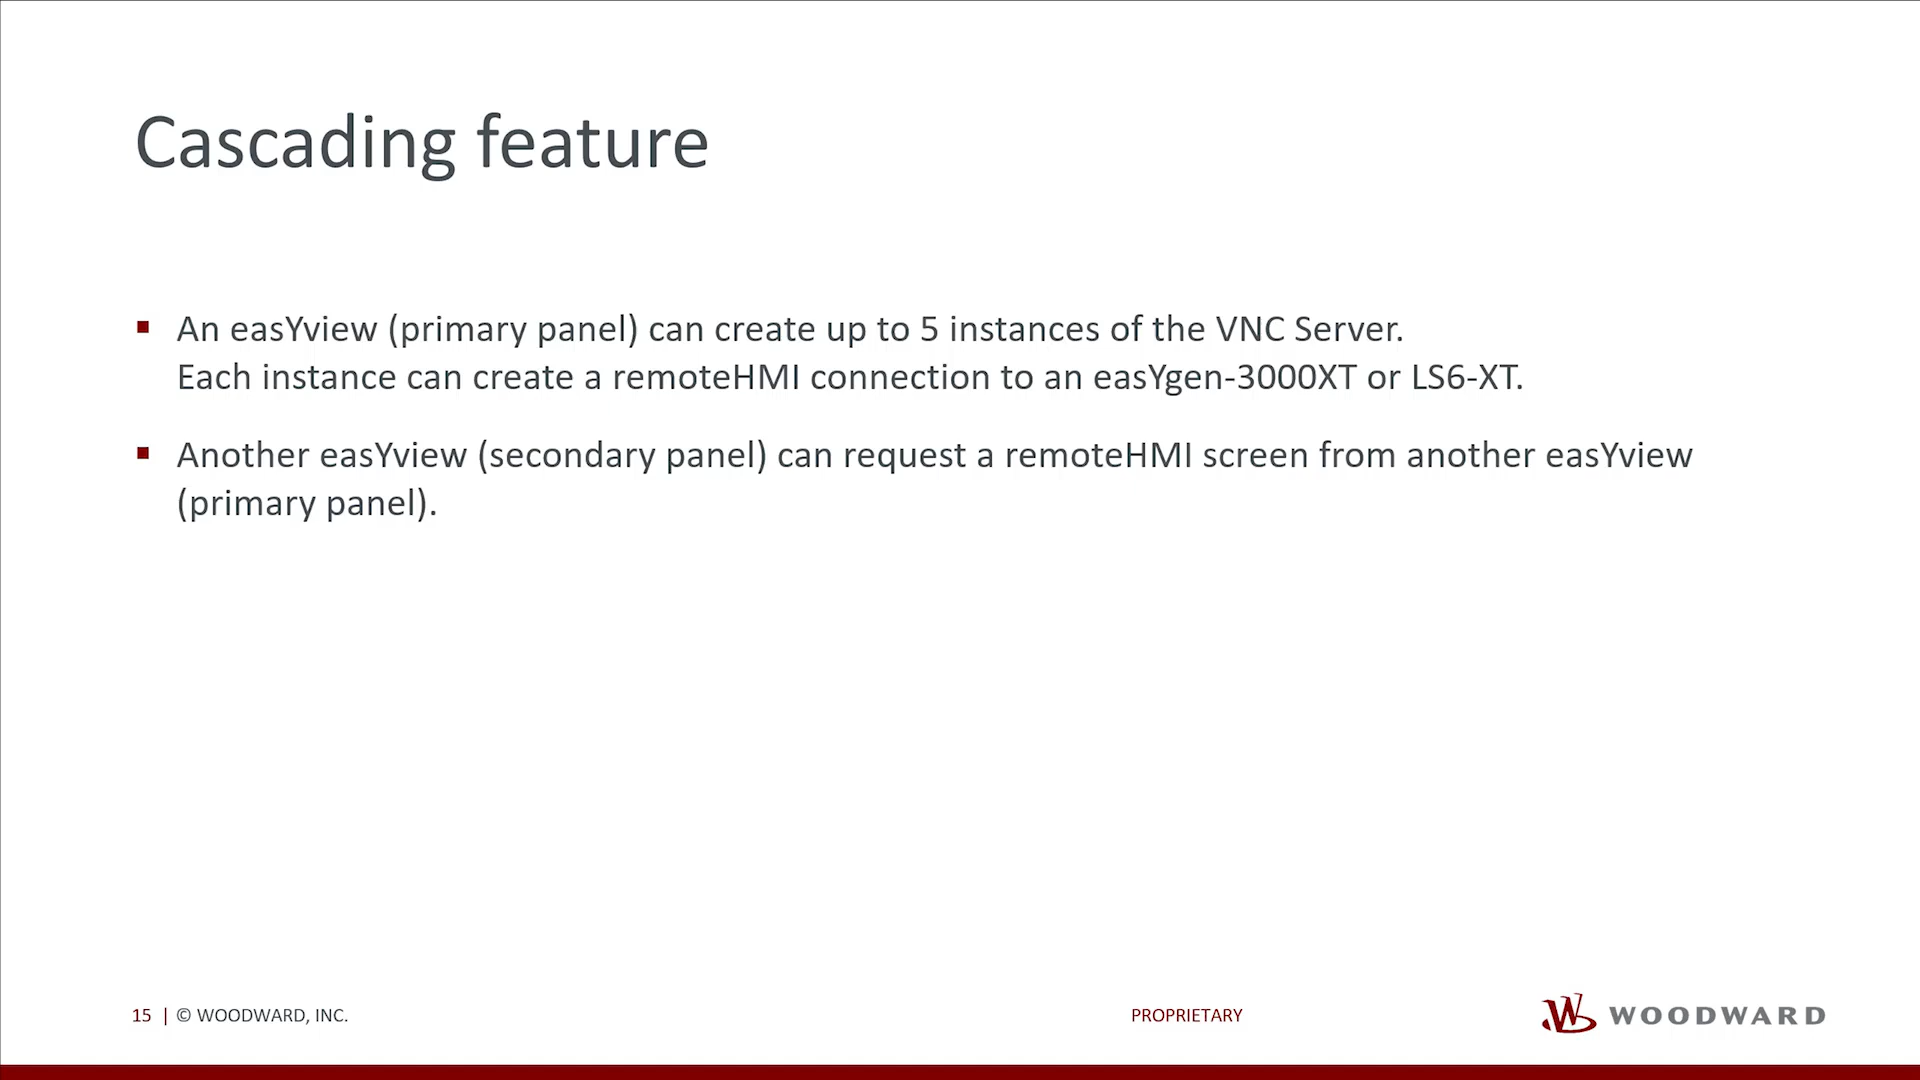 Cascading feature
▪ An easYview (primary panel) can create up to 5 instances of the VNC Server.
Each instance can create a remoteHMI connection to an easYgen-3000XT or LS6-XT.
▪ Another easYview (secondary panel) can request a remoteHMI screen from another easYview
(primary panel).
15 | © WOODWARD, INC.
PROPRIETARY
WOODWARD